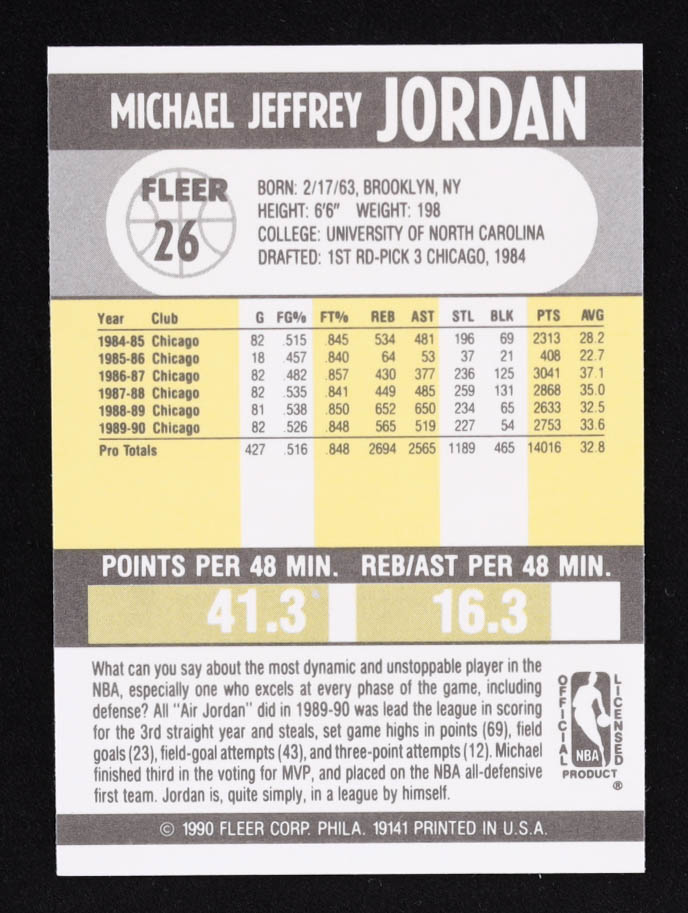 MICHAEL JEFFREY JORDAN
FLEER
26
BORN: 2/17/63, BROOKLYN, NY
HEIGHT: 6'6" WEIGHT: 198
COLLEGE: UNIVERSITY OF NORTH CAROLINA
DRAFTED: 1ST RD-PICK 3 CHICAGO, 1984
Year Club G FG% FT% REB AST STL BLK PTS AVG
1984-85 Chicago 82 .515 .845 534 481 196 69 2313 28.2
1985-86 Chicago 18 .457 .840 64 53 37 21 408 22.7
1986-87 Chicago 82 .482 .857 430 377 236 125 3041 37.1
1987-88 Chicago 82 .535 .841 449 485 259 131 2868 35.0
1988-89 Chicago 81 .538 .850 652 650 234 65 2633 32.5
1989-90 Chicago 82 .526 .848 565 519 227 54 2753 33.6
Pro Totals 427 .516 .848 2694 2565 1189 465 14016 32.8
POINTS PER 48 MIN. REB/AST PER 48 MIN.
41.3 16.3
What can you say about the most dynamic and unstoppable player in the
NBA, especially one who excels at every phase of the game, including
defense? All "Air Jordan" did in 1989-90 was lead the league in scoring
for the 3rd straight year and steals, set game highs in points (69), field
goals (23), field-goal attempts (43), and three-point attempts (12). Michael
finished third in the voting for MVP, and placed on the NBA all-defensive
first team. Jordan is, quite simply, in a league by himself.
OFFICIAL LICENSED
NBA
PRODUCT
®
© 1990 FLEER CORP. PHILA. 19141 PRINTED IN U.S.A.